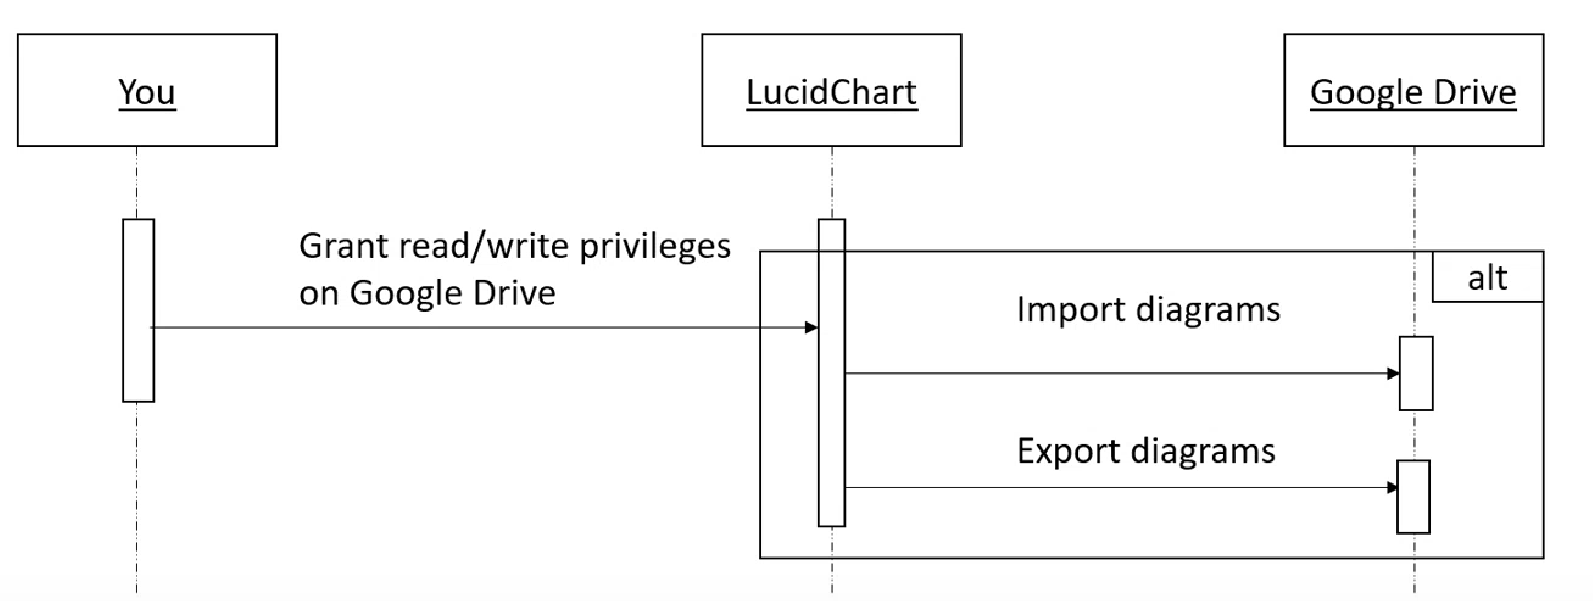 You
LucidChart
Google Drive
Grant read/write privileges
on Google Drive
alt
Import diagrams
Export diagrams